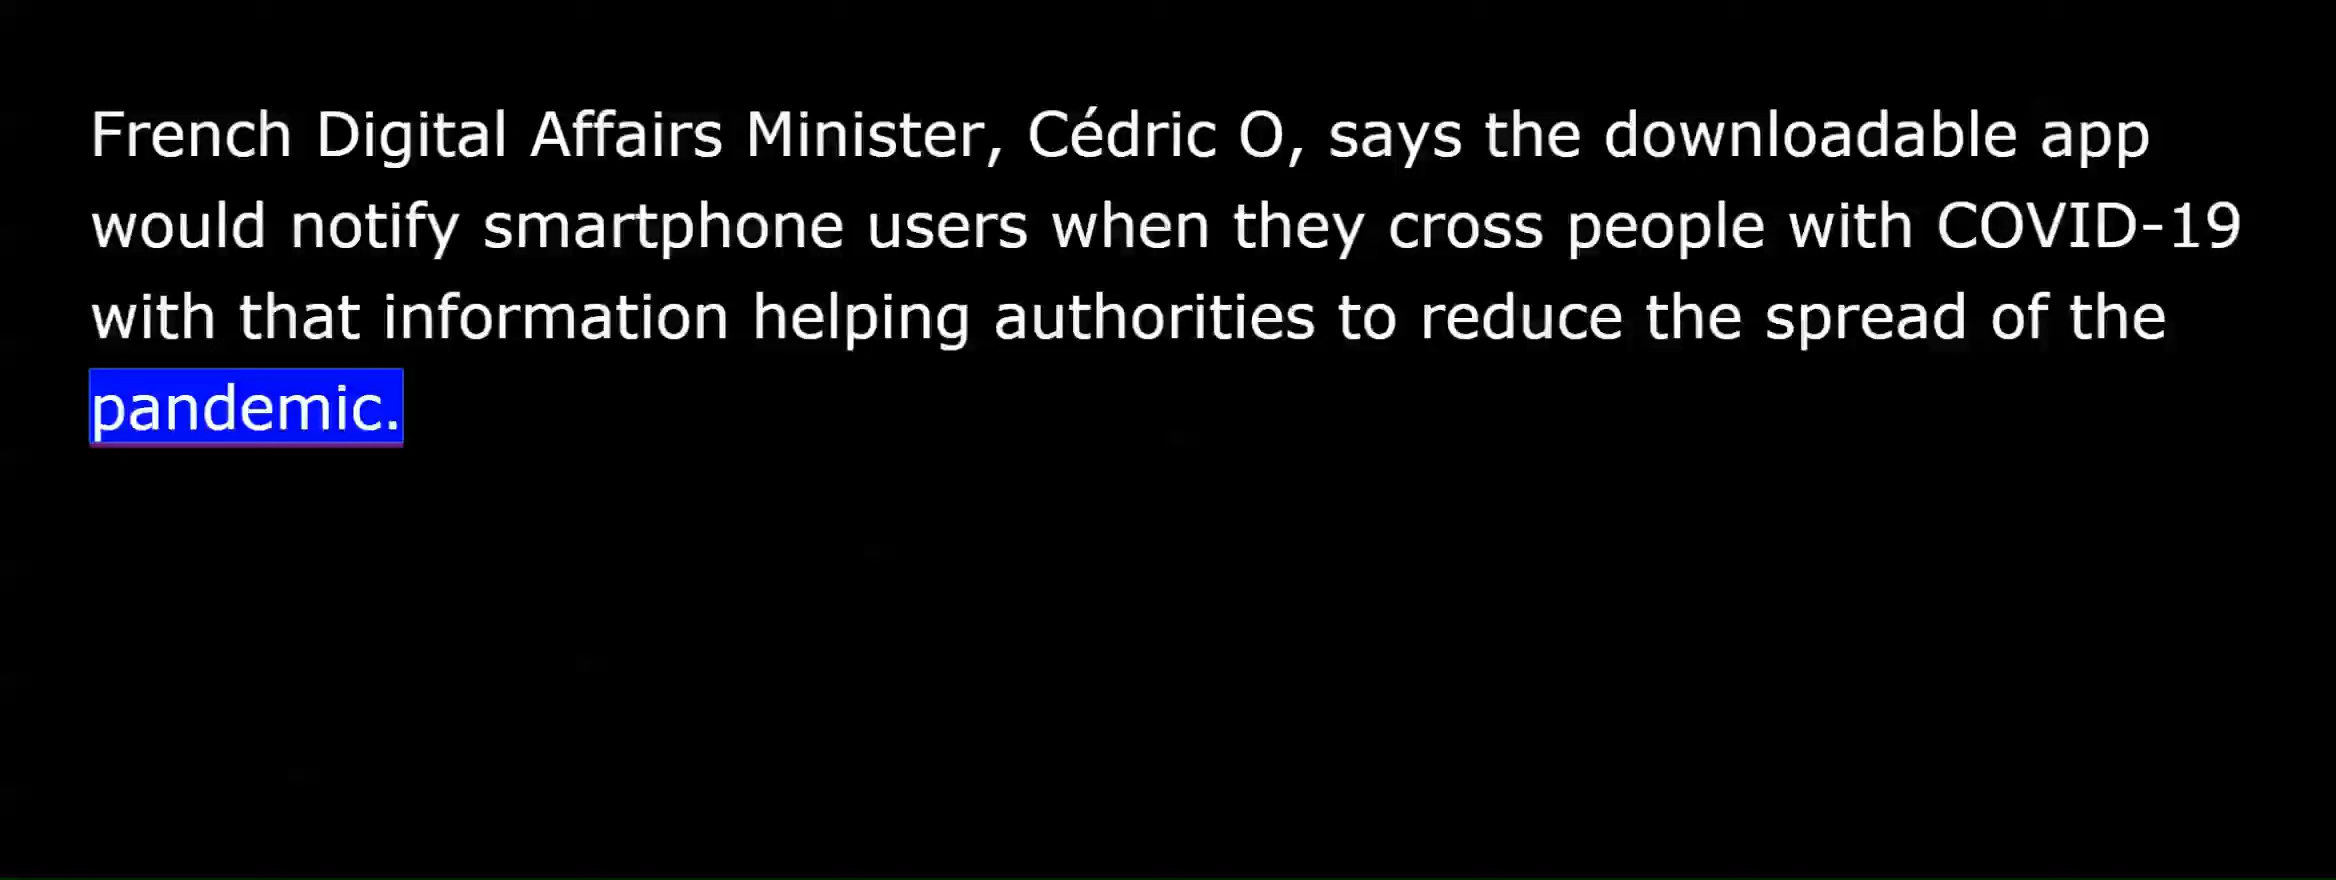 French Digital Affairs Minister, Cédric O, says the downloadable app
would notify smartphone users when they cross people with COVID-19
with that information helping authorities to reduce the spread of the
pandemic.